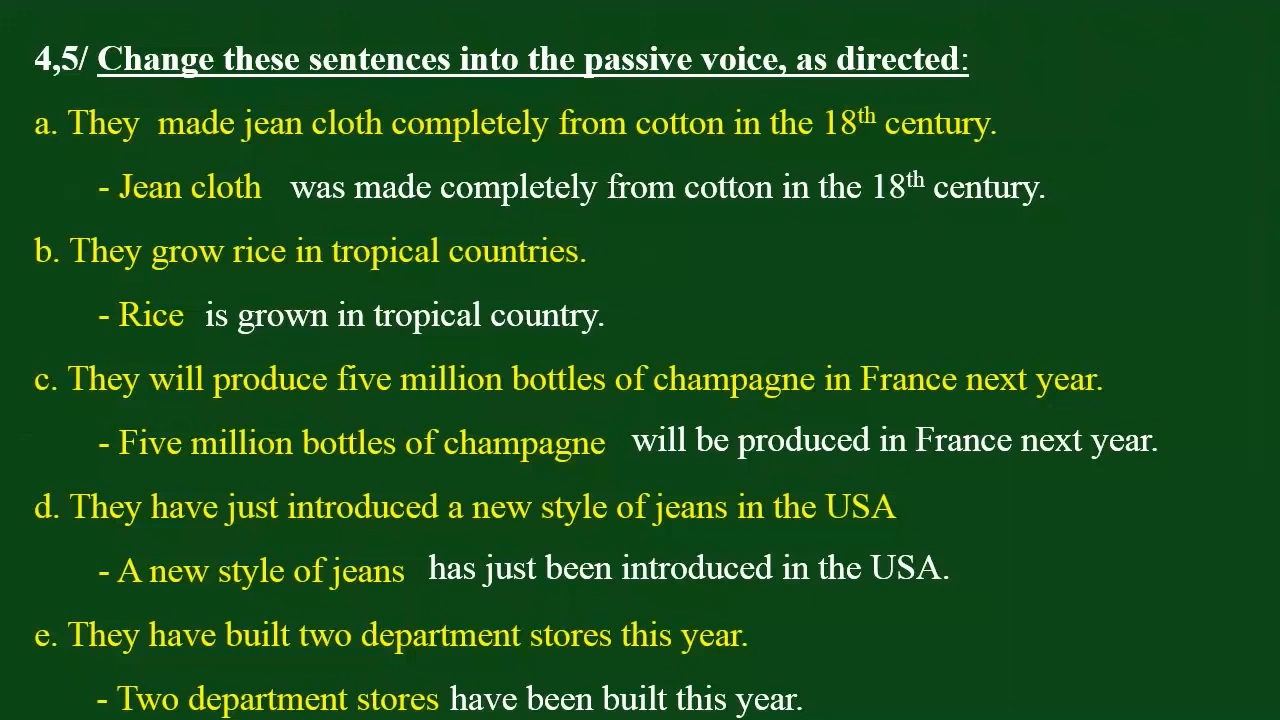 4,5/ Change these sentences into the passive voice, as directed:
a. They made jean cloth completely from cotton in the 18th century.
- Jean cloth was made completely from cotton in the 18th century.
b. They grow rice in tropical countries.
- Rice is grown in tropical country.
c. They will produce five million bottles of champagne in France next year.
- Five million bottles of champagne will be produced in France next year.
d. They have just introduced a new style of jeans in the USA
- A new style of jeans has just been introduced in the USA.
e. They have built two department stores this year.
- Two department stores have been built this year.